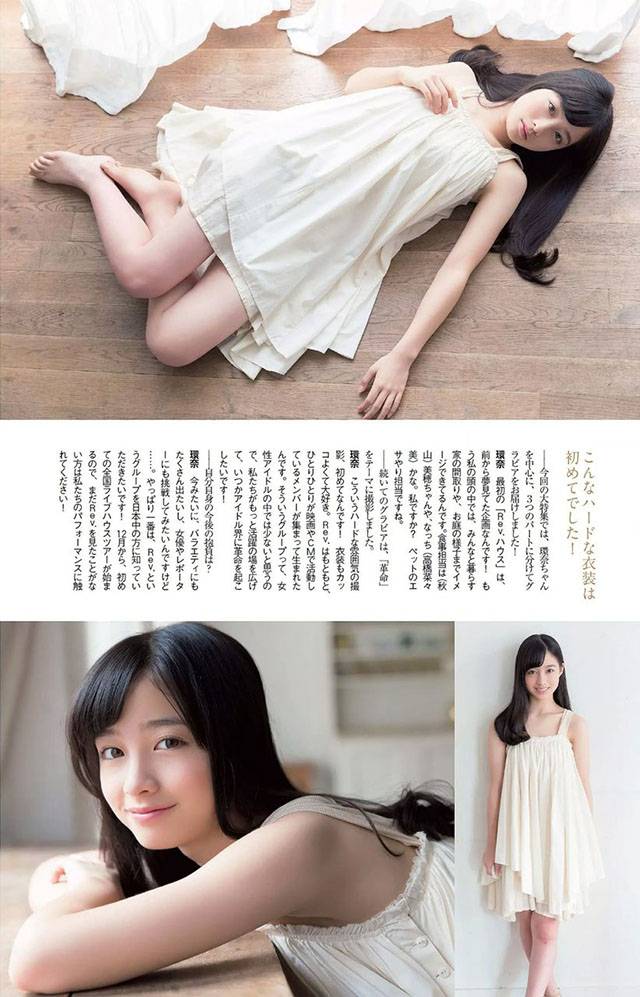 こんなハードな衣装は
初めてでした！
──今回の大特集では、環奈ちゃん
を中心に、３つのパートに分けてグ
ラビアをお届けしました！
環奈　最初の「Ｒｅｖ.ハウス」は、
前から夢見てた企画なんです！　も
う私の頭の中では、みんなと暮らす
家の間取りや、お庭の様子までイメ
ージできてるんです。食事担当は（秋
山）美穂ちゃんや、なっち（高橋菜々
美）かな。私ですか？　ペットのエ
サやり担当ですね。
──続いてのグラビアは、「革命」
をテーマに撮影しました。
環奈　こういうハードな雰囲気の撮
影、初めてなんです！　衣装もカッ
コよくて大好き。Ｒｅｖ.はもともと、
ひとりひとりが映画やＣＭで活動し
ているメンバーが集まって生まれた
んです。そういうグループって、女
性アイドルの中では少ないと思うの
で、私たちがもっと活躍の場を広げ
て、いつかアイドル界に革命を起こ
したいです！
──自分自身の今後の抱負は？
環奈　今みたいに、バラエティにも
たくさん出たいし、女優やレポータ
ーにも挑戦してみたいんですけど
……。やっぱり一番は、Ｒｅｖ.とい
うグループを日本中の方に知ってい
ただきたいです！　12月から、初め
ての全国ライブハウスツアーが始ま
るので、まだＲｅｖ.を見たことがな
い方は私たちのパフォーマンスに触
れてください！